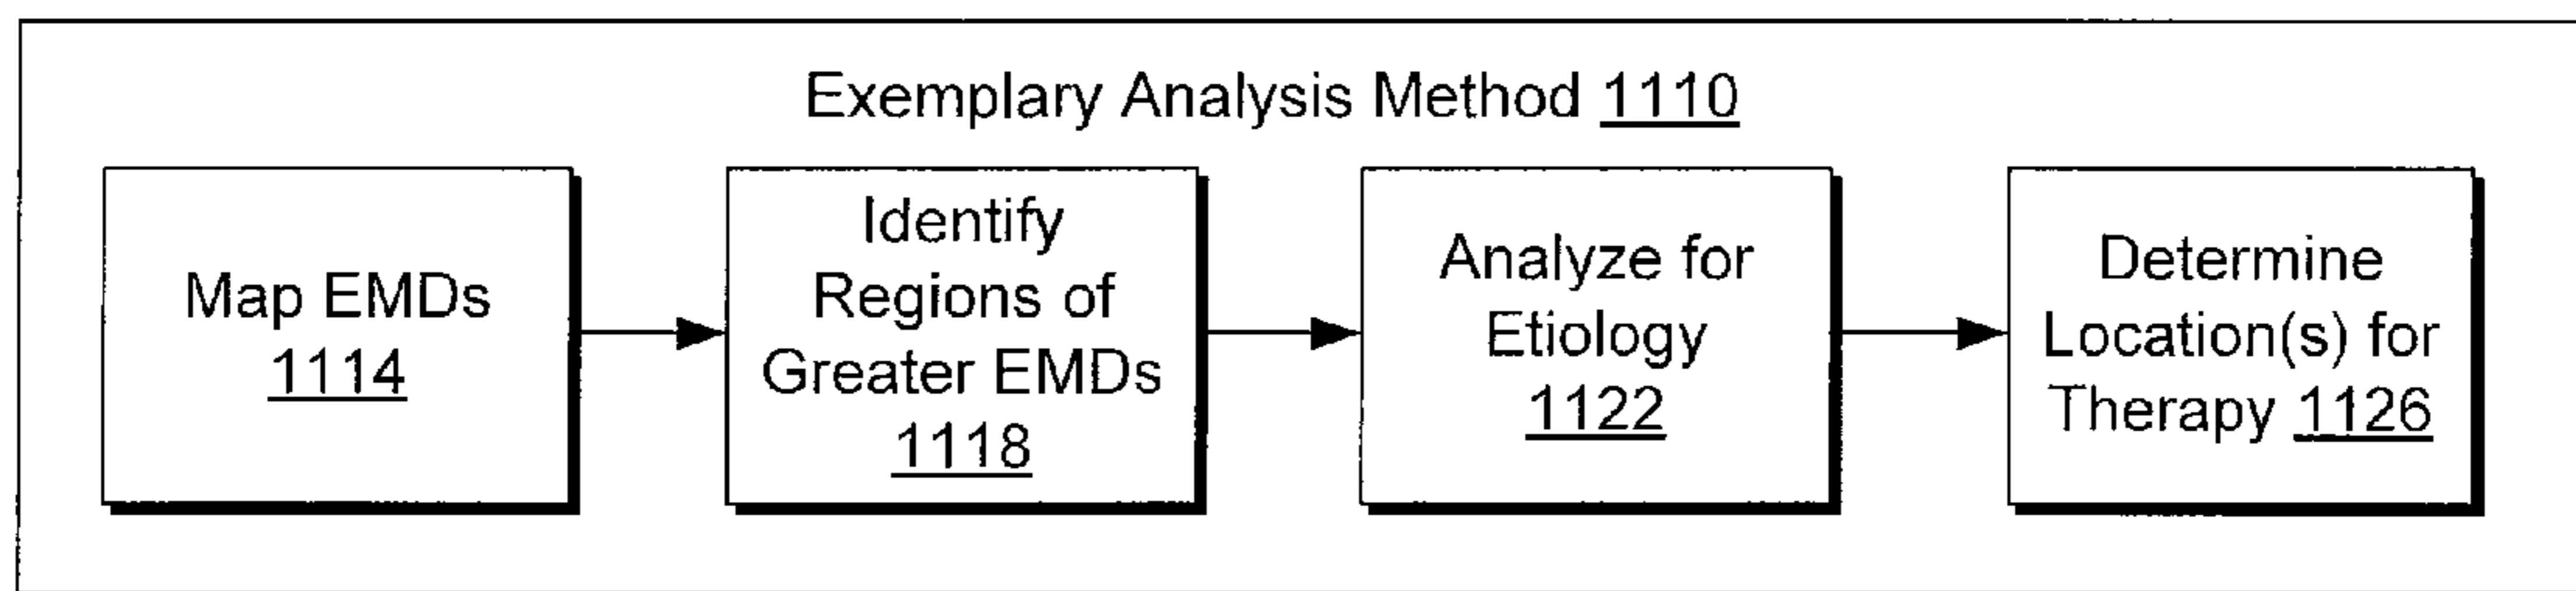 Exemplary Analysis Method 1110
Map EMDs
1114
Identify
Regions of
Greater EMDs
1118
Analyze for
Etiology
1122
Determine
Location(s) for
Therapy 1126